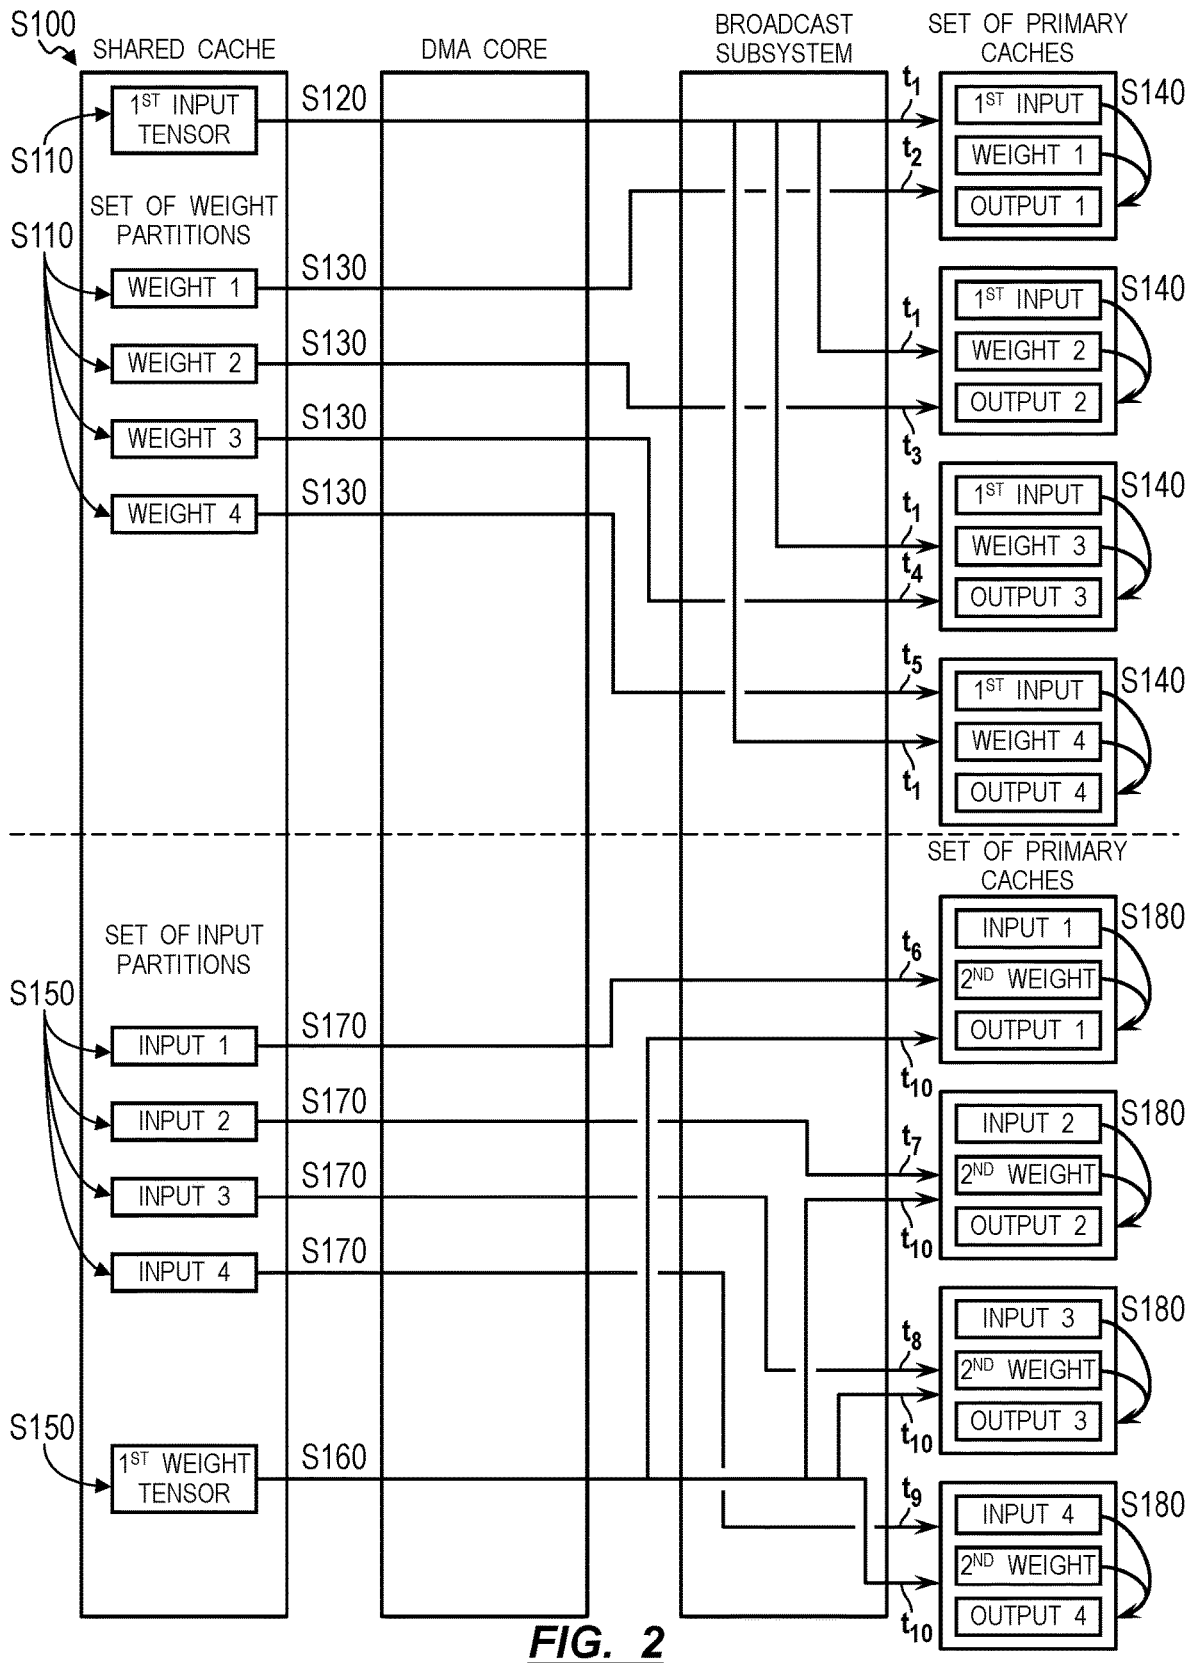 S100
SHARED CACHE
DMA CORE
BROADCAST
SUBSYSTEM
SET OF PRIMARY
CACHES
1ST INPUT
TENSOR
S110
S120
t1
t2
1ST INPUT
WEIGHT 1
OUTPUT 1
S140
SET OF WEIGHT
PARTITIONS
S110
WEIGHT 1
S130
WEIGHT 2
S130
WEIGHT 3
S130
WEIGHT 4
S130
t1
t3
1ST INPUT
WEIGHT 2
OUTPUT 2
S140
t1
t4
1ST INPUT
WEIGHT 3
OUTPUT 3
S140
t5
t1
1ST INPUT
WEIGHT 4
OUTPUT 4
S140
SET OF PRIMARY
CACHES
SET OF INPUT
PARTITIONS
S150
INPUT 1
S170
INPUT 2
S170
INPUT 3
S170
INPUT 4
S170
t6
t10
INPUT 1
2ND WEIGHT
OUTPUT 1
S180
t7
t10
INPUT 2
2ND WEIGHT
OUTPUT 2
S180
t8
t10
INPUT 3
2ND WEIGHT
OUTPUT 3
S180
S150
1ST WEIGHT
TENSOR
S160
t9
t10
INPUT 4
2ND WEIGHT
OUTPUT 4
S180
FIG. 2